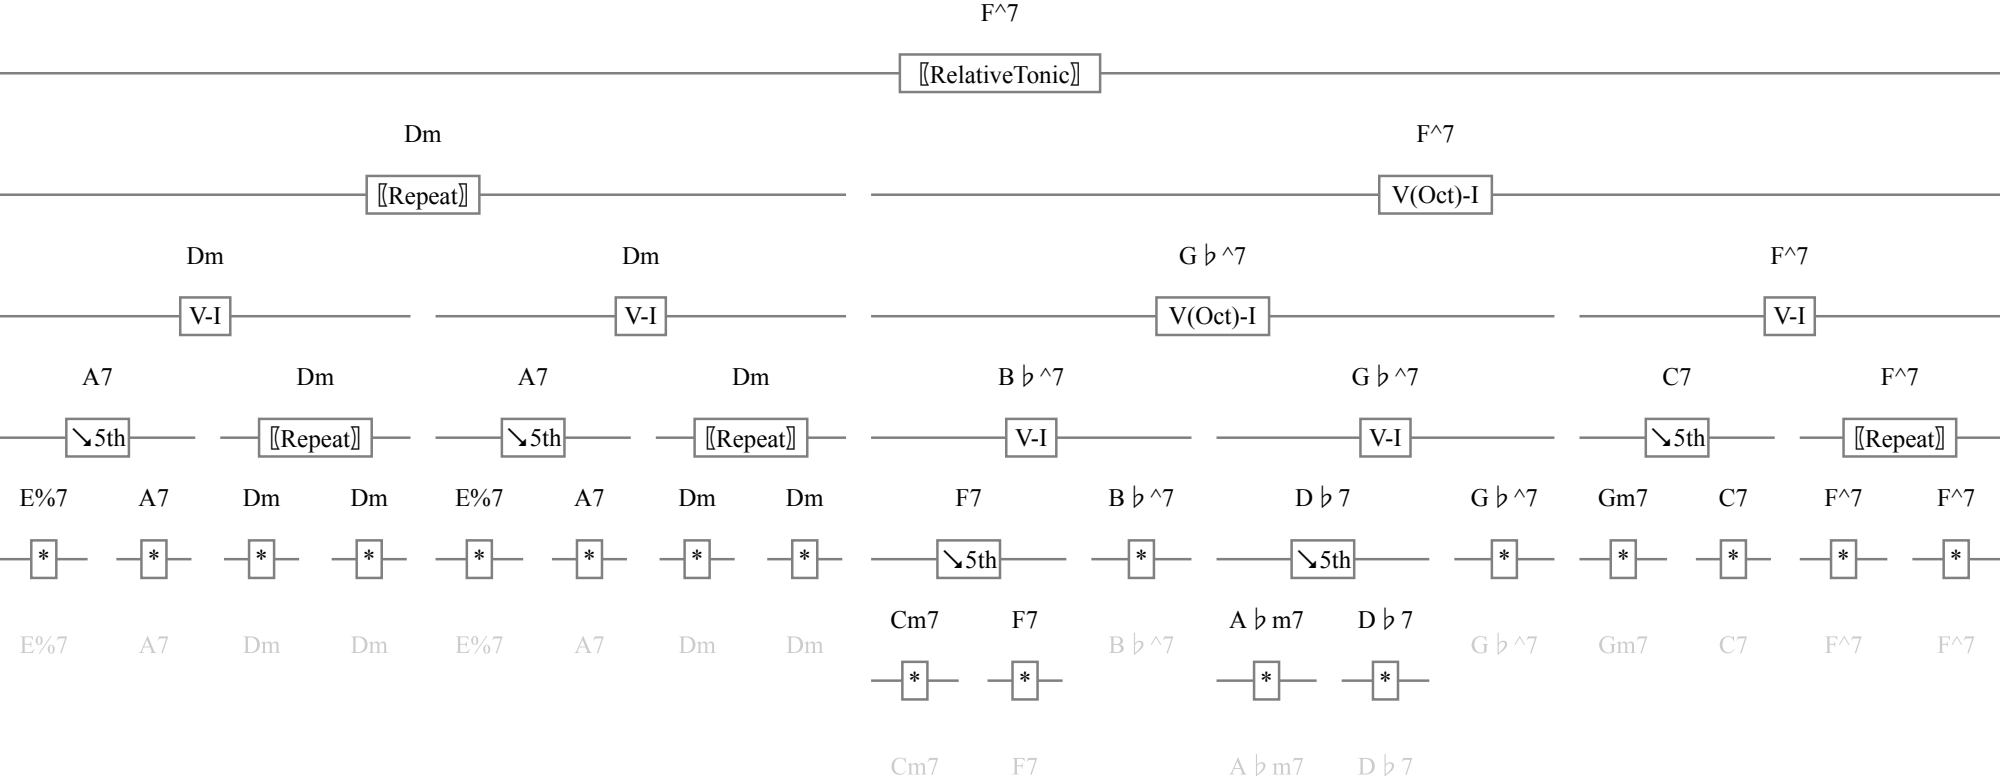 F^7
⟦RelativeTonic⟧
Dm F^7
⟦Repeat⟧ V(Oct)-I
Dm Dm G♭^7 F^7
V-I V-I V(Oct)-I V-I
A7 Dm A7 Dm B♭^7 G♭^7 C7 F^7
↘5th ⟦Repeat⟧ ↘5th ⟦Repeat⟧ V-I V-I ↘5th ⟦Repeat⟧
E%7 A7 Dm Dm E%7 A7 Dm Dm F7 B♭^7 D♭7 G♭^7 Gm7 C7 F^7 F^7
* * * * * * * * ↘5th * ↘5th * * * * *
Cm7 F7 A♭m7 D♭7
E%7 A7 Dm Dm E%7 A7 Dm Dm B♭^7 G♭^7 Gm7 C7 F^7 F^7
* * * *
Cm7 F7 A♭m7 D♭7